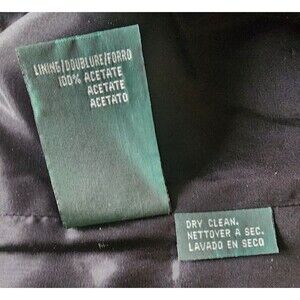 LINING/DOUBLURE/FORRO
100% ACETATE
ACETATE
ACETATO
DRY CLEAN.
NETTOYER A SEC.
LAVADO EN SECO